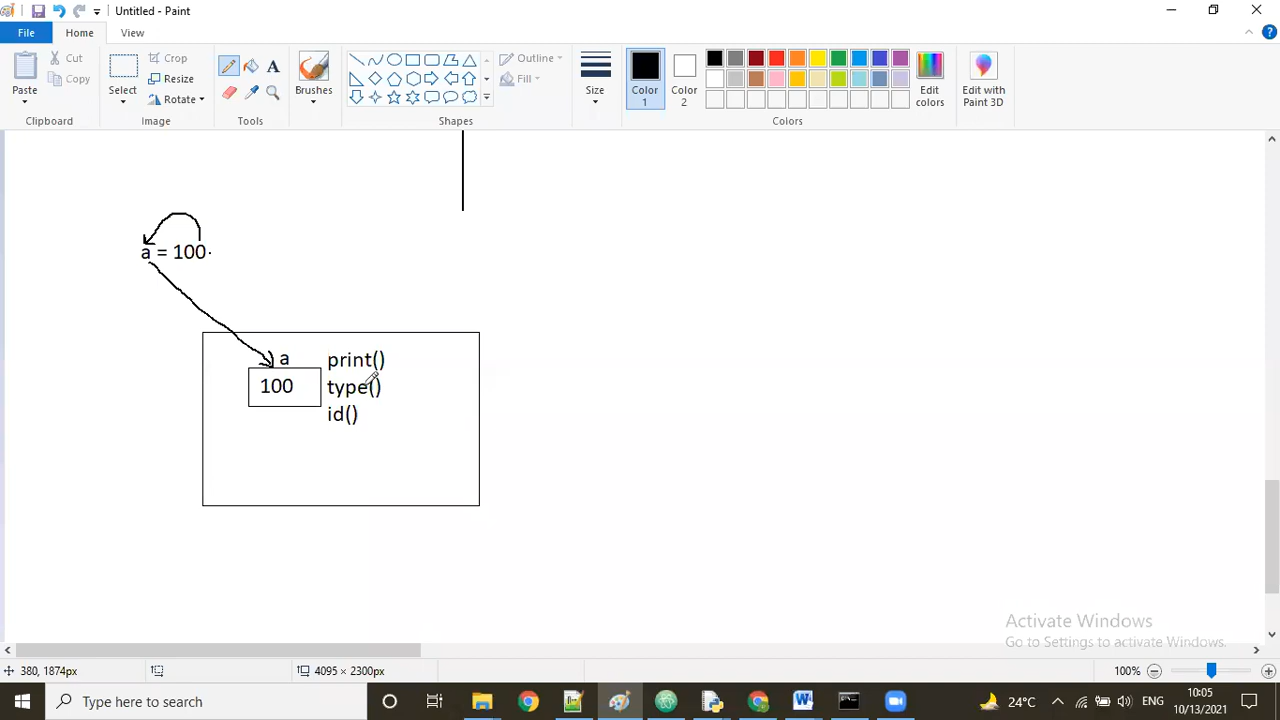 Untitled - Paint
File
Home
View
Paste
Cut
Copy
Clipboard
Select
Crop
Resize
Rotate
Image
A
Tools
Brushes
Outline
Fill
Shapes
Size
Color 1
Color 2
Edit colors
Edit with Paint 3D
Colors
a = 100
a
100
print()
type()
id()
Activate Windows
Go to Settings to activate Windows.
380, 1874px
4095 × 2300px
100%
Type here to search
24°C
ENG
10:05
10/13/2021